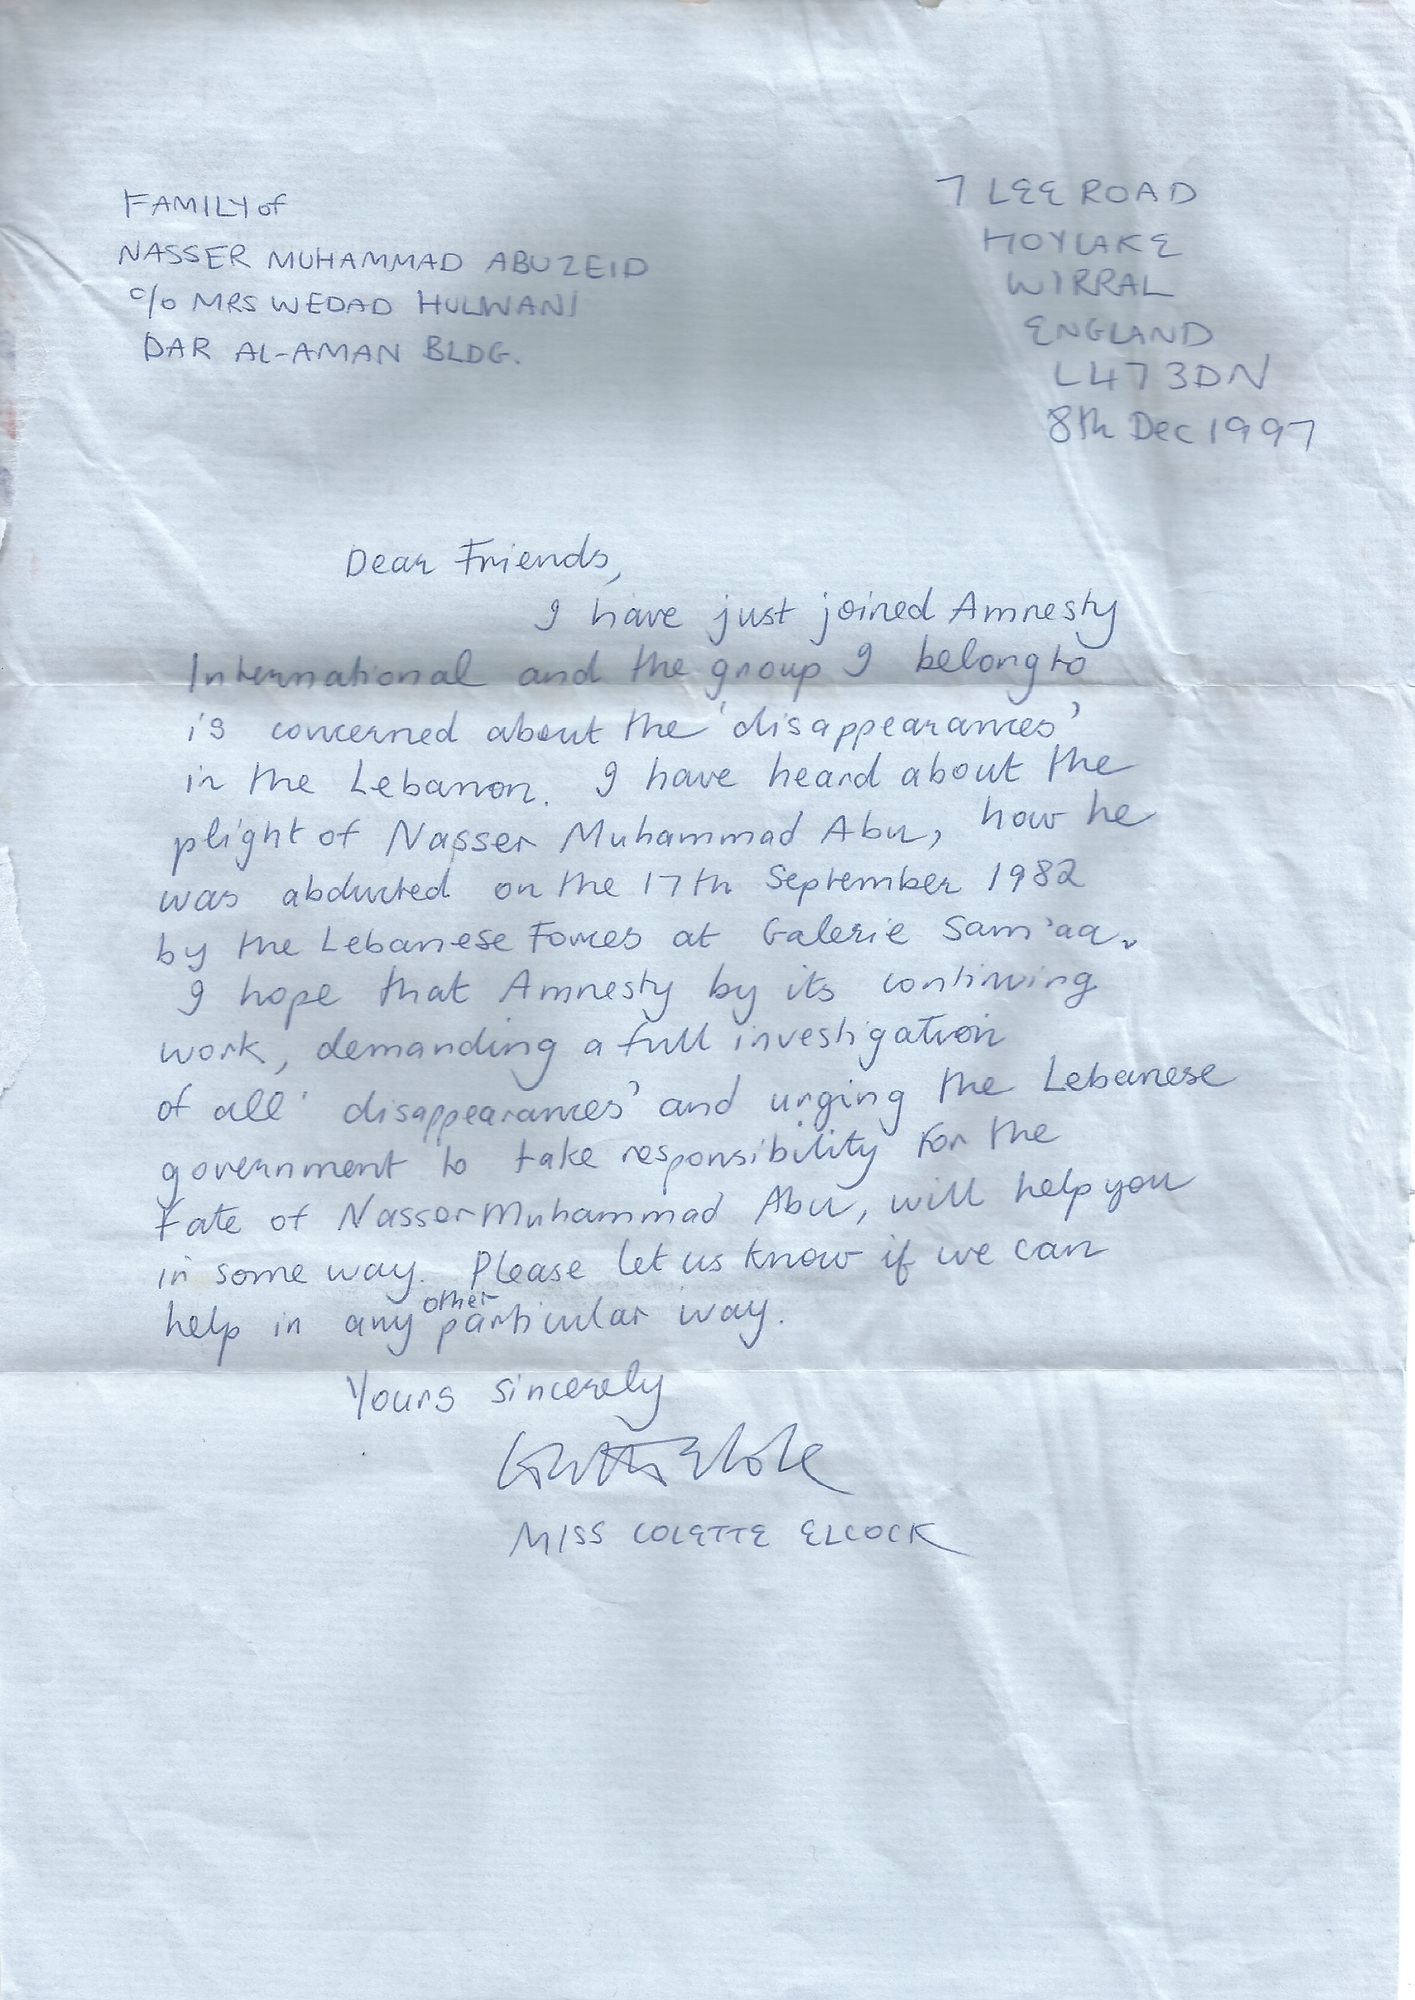 FAMILY of
NASSER MUHAMMAD ABUZEID
c/o MRS WEDAD HULWANI
DAR AL-AMAN BLDG.
7 LEE ROAD
HOYLAKE
WIRRAL
ENGLAND
L47 3DN
8th Dec 1997
Dear Friends,
I have just joined Amnesty
International and the group I belong to
is concerned about the 'disappearances'
in the Lebanon. I have heard about the
plight of Nasser Muhammad Abu, how he
was abducted on the 17th September 1982
by the Lebanese Forces at Galerie Sam'aa.
I hope that Amnesty by its continuing
work, demanding a full investigation
of all 'disappearances' and urging the Lebanese
government to take responsibility for the
fate of Nasser Muhammad Abu, will help you
in some way. Please let us know if we can
help in any other particular way.
Yours sincerely
MISS COLETTE ELCOCK